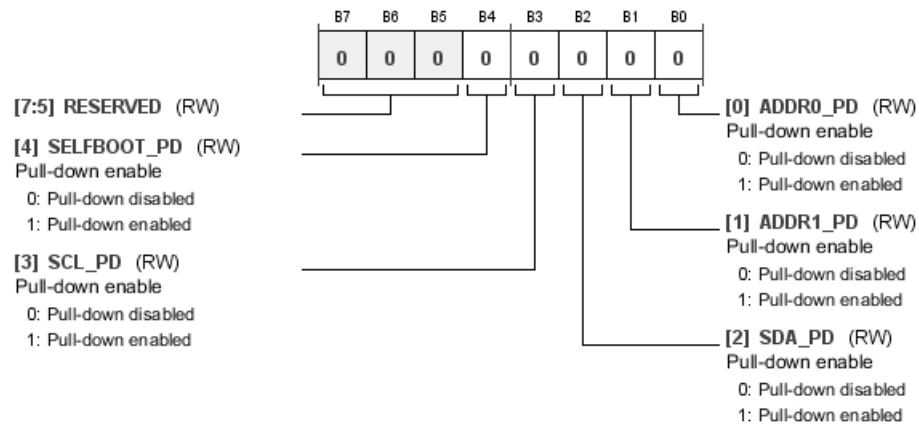 B7 B6 B5 B4 B3 B2 B1 B0
0 0 0 0 0 0 0 0
[7:5] RESERVED (RW)
[4] SELFBOOT_PD (RW)
Pull-down enable
0: Pull-down disabled
1: Pull-down enabled
[3] SCL_PD (RW)
Pull-down enable
0: Pull-down disabled
1: Pull-down enabled
[0] ADDR0_PD (RW)
Pull-down enable
0: Pull-down disabled
1: Pull-down enabled
[1] ADDR1_PD (RW)
Pull-down enable
0: Pull-down disabled
1: Pull-down enabled
[2] SDA_PD (RW)
Pull-down enable
0: Pull-down disabled
1: Pull-down enabled